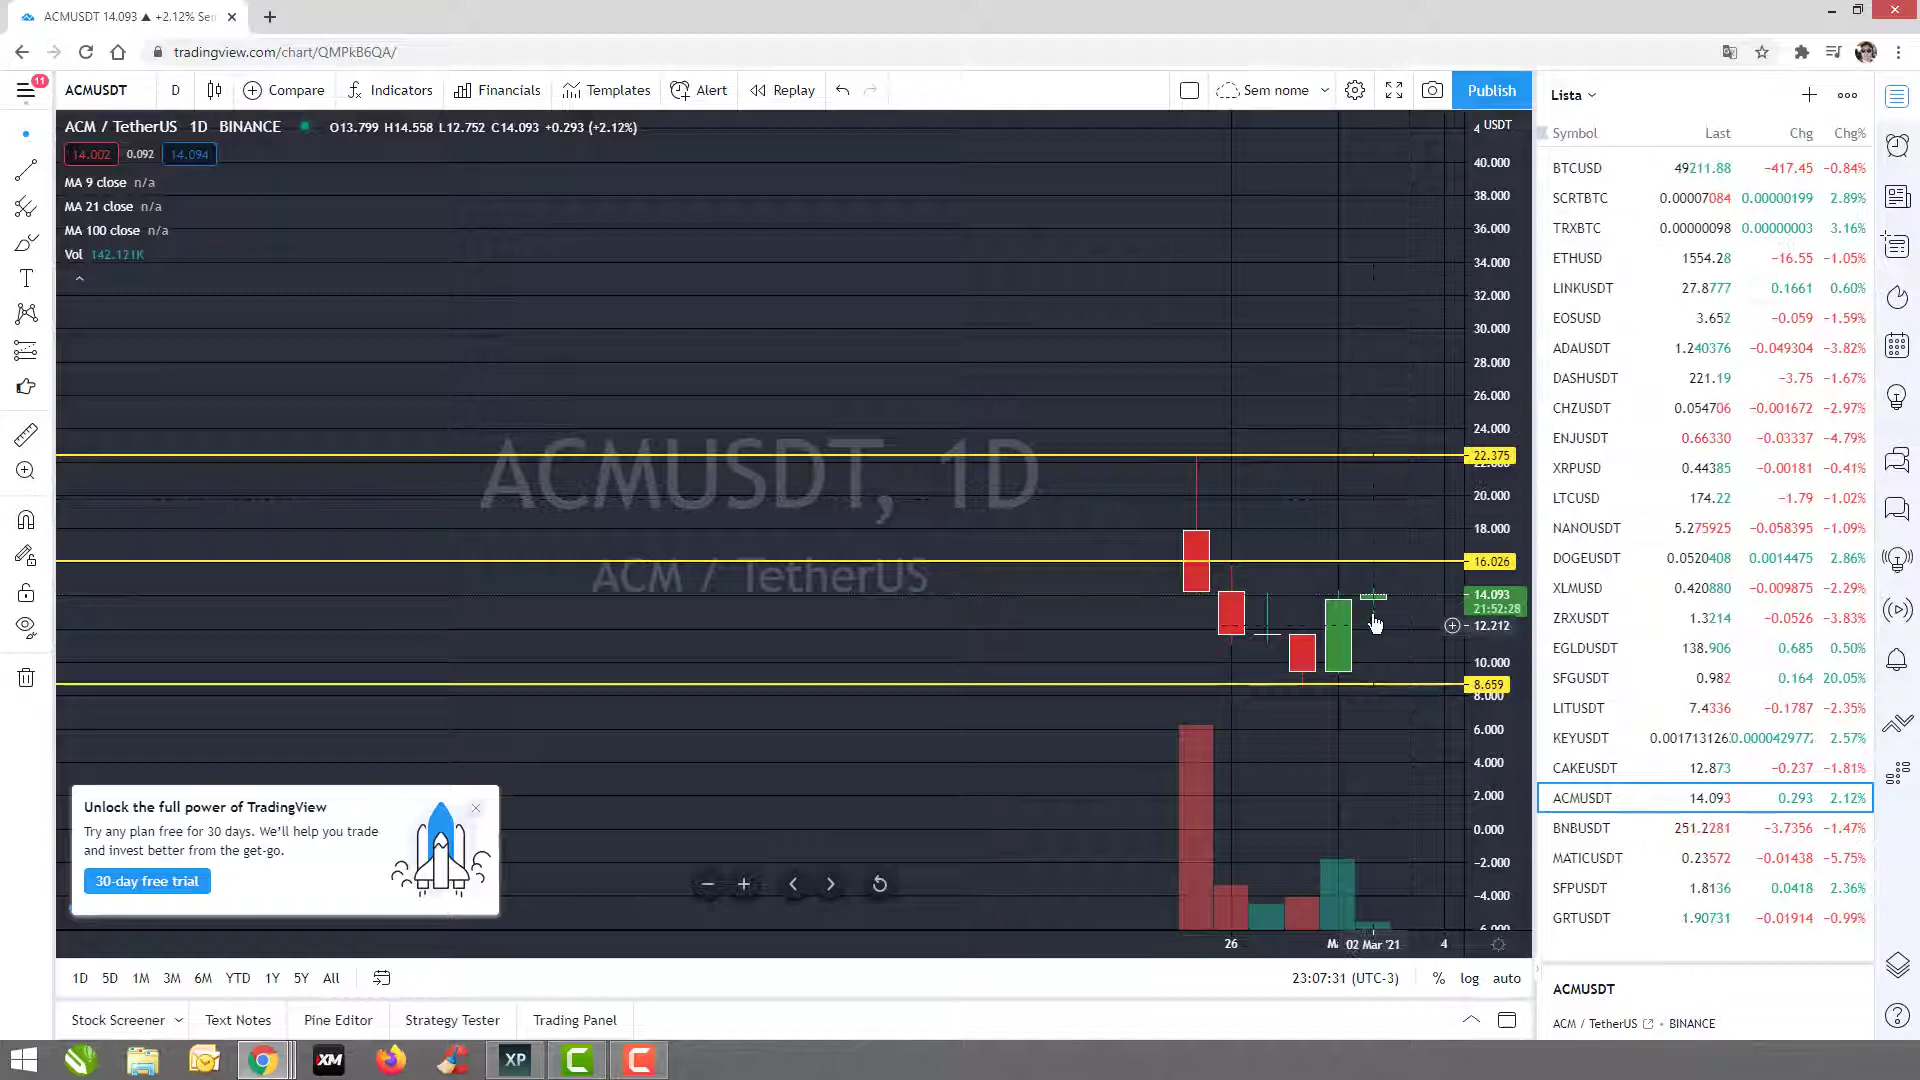 ACMUSDT 14.093 ▲ +2.12% Sem
tradingview.com/chart/QMPkB6QA/
11
ACMUSDT D Compare Indicators Financials Templates Alert Replay Sem nome Publish
ACM / TetherUS 1D BINANCE O13.799 H14.558 L12.752 C14.093 +0.293 (+2.12%)
14.002 0.092 14.094
MA 9 close n/a
MA 21 close n/a
MA 100 close n/a
Vol 142.121K
ACMUSDT, 1D
ACM / TetherUS
USDT
40.000
38.000
36.000
34.000
32.000
30.000
28.000
26.000
24.000
22.375
20.000
18.000
16.026
14.093
21:52:28
12.212
10.000
8.659
8.000
6.000
4.000
2.000
0.000
−2.000
−4.000
26 02 Mar '21 4
Unlock the full power of TradingView
Try any plan free for 30 days. We'll help you trade
and invest better from the get-go.
30-day free trial
1D 5D 1M 3M 6M YTD 1Y 5Y All 23:07:31 (UTC-3) % log auto
Stock Screener Text Notes Pine Editor Strategy Tester Trading Panel
Lista
Symbol Last Chg Chg%
BTCUSD 49211.88 −417.45 −0.84%
SCRTBTC 0.00007084 0.00000199 2.89%
TRXBTC 0.00000098 0.00000003 3.16%
ETHUSD 1554.28 −16.55 −1.05%
LINKUSDT 27.8777 0.1661 0.60%
EOSUSD 3.652 −0.059 −1.59%
ADAUSDT 1.240376 −0.049304 −3.82%
DASHUSDT 221.19 −3.75 −1.67%
CHZUSDT 0.054706 −0.001672 −2.97%
ENJUSDT 0.66330 −0.03337 −4.79%
XRPUSD 0.44385 −0.00181 −0.41%
LTCUSD 174.22 −1.79 −1.02%
NANOUSDT 5.275925 −0.058395 −1.09%
DOGEUSDT 0.0520408 0.0014475 2.86%
XLMUSD 0.420880 −0.009875 −2.29%
ZRXUSDT 1.3214 −0.0526 −3.83%
EGLDUSDT 138.906 0.685 0.50%
SFGUSDT 0.982 0.164 20.05%
LITUSDT 7.4336 −0.1787 −2.35%
KEYUSDT 0.001713126 0.000042977 2.57%
CAKEUSDT 12.873 −0.237 −1.81%
ACMUSDT 14.093 0.293 2.12%
BNBUSDT 251.2281 −3.7356 −1.47%
MATICUSDT 0.23572 −0.01438 −5.75%
SFPUSDT 1.8136 0.0418 2.36%
GRTUSDT 1.90731 −0.01914 −0.99%
ACMUSDT
ACM / TetherUS • BINANCE
XM XP